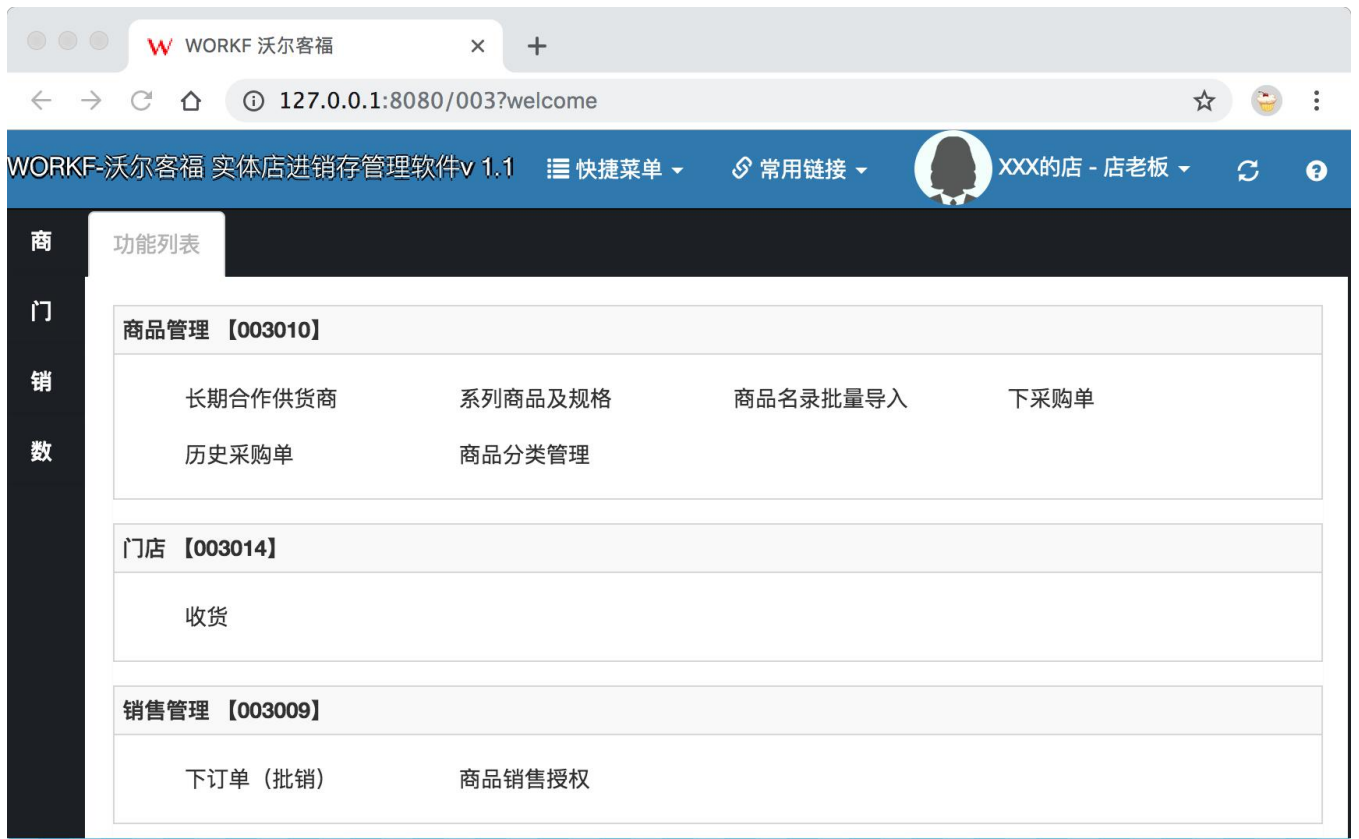 WORKF 沃尔客福
127.0.0.1:8080/003?welcome
WORKF-沃尔客福 实体店进销存管理软件v 1.1 快捷菜单 常用链接 XXX的店 - 店老板
商
功能列表
门
商品管理 【003010】
销
长期合作供货商 系列商品及规格 商品名录批量导入 下采购单
数
历史采购单 商品分类管理
门店 【003014】
收货
销售管理 【003009】
下订单（批销） 商品销售授权